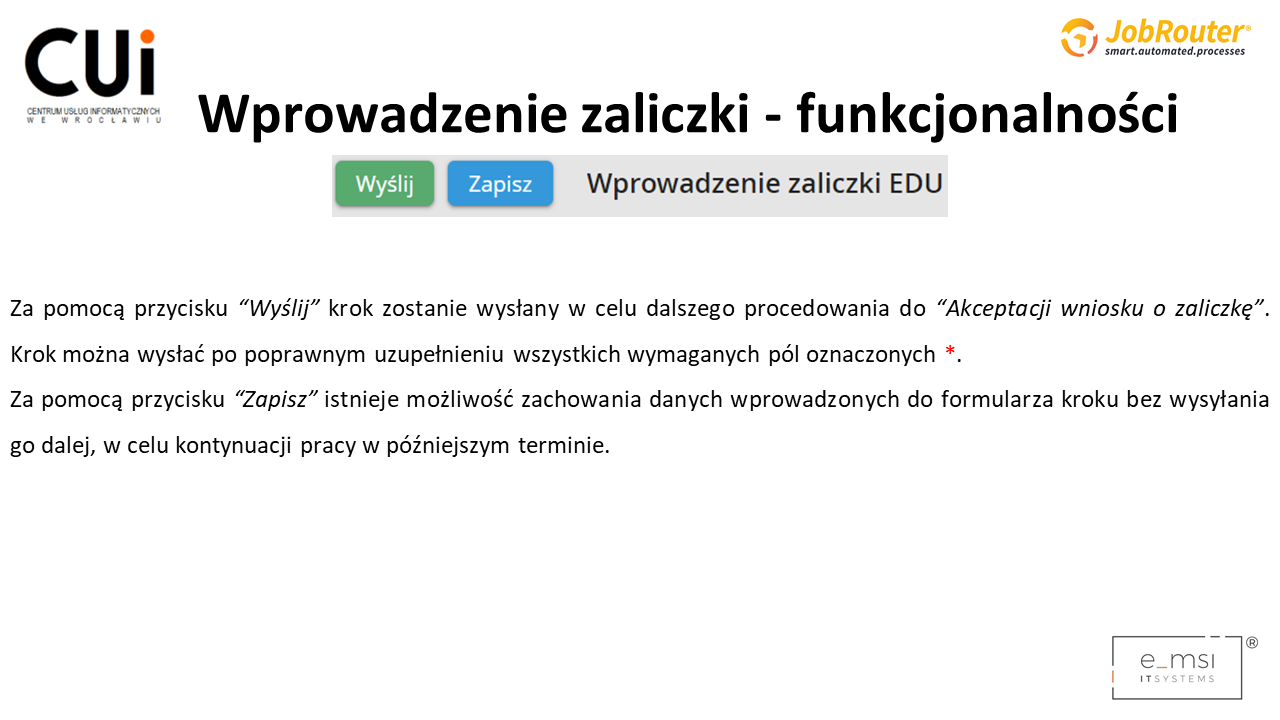 CUi
CENTRUM USŁUG INFORMATYCZNYCH
WE WROCŁAWIU
JobRouter®
smart.automated.processes
Wprowadzenie zaliczki - funkcjonalności
Wyślij Zapisz Wprowadzenie zaliczki EDU
Za pomocą przycisku “Wyślij” krok zostanie wysłany w celu dalszego procedowania do “Akceptacji wniosku o zaliczkę”.
Krok można wysłać po poprawnym uzupełnieniu wszystkich wymaganych pól oznaczonych *.
Za pomocą przycisku “Zapisz” istnieje możliwość zachowania danych wprowadzonych do formularza kroku bez wysyłania
go dalej, w celu kontynuacji pracy w późniejszym terminie.
e_msi ®
ITSYSTEMS